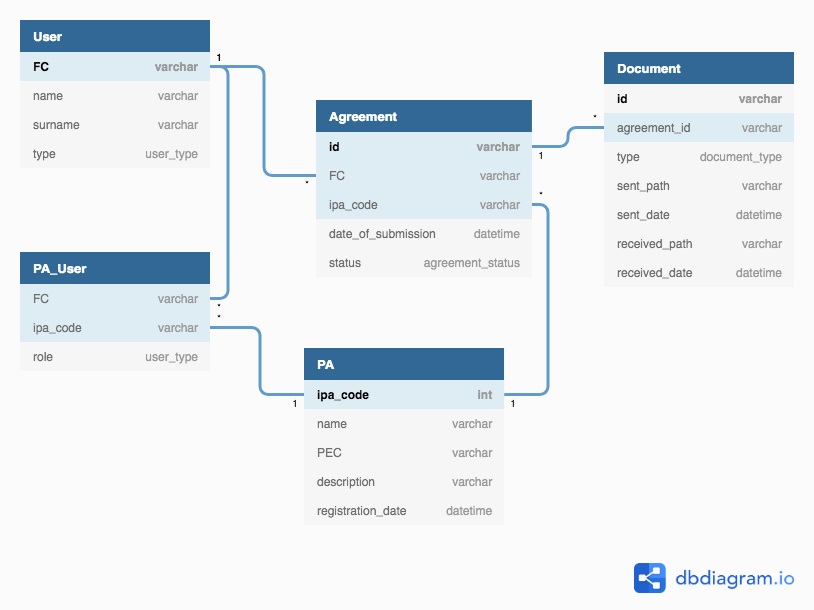 User
FC varchar
name varchar
surname varchar
type user_type
1
*
Agreement
id varchar
FC varchar
ipa_code varchar
date_of_submission datetime
status agreement_status
1
*
*
Document
id varchar
agreement_id varchar
type document_type
sent_path varchar
sent_date datetime
received_path varchar
received_date datetime
PA_User
FC varchar
ipa_code varchar
role user_type
*
*
PA
ipa_code int
name varchar
PEC varchar
description varchar
registration_date datetime
1
1
dbdiagram.io